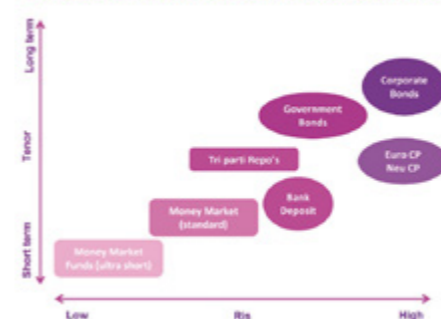 Long term
Tenor
Short term
Corporate
Bonds
Government
Bonds
Tri parti Repo's
Euro CP
Neu CP
Bank
Deposit
Money Market
(standard)
Money Market
Funds (ultra short)
Low
Ris
High